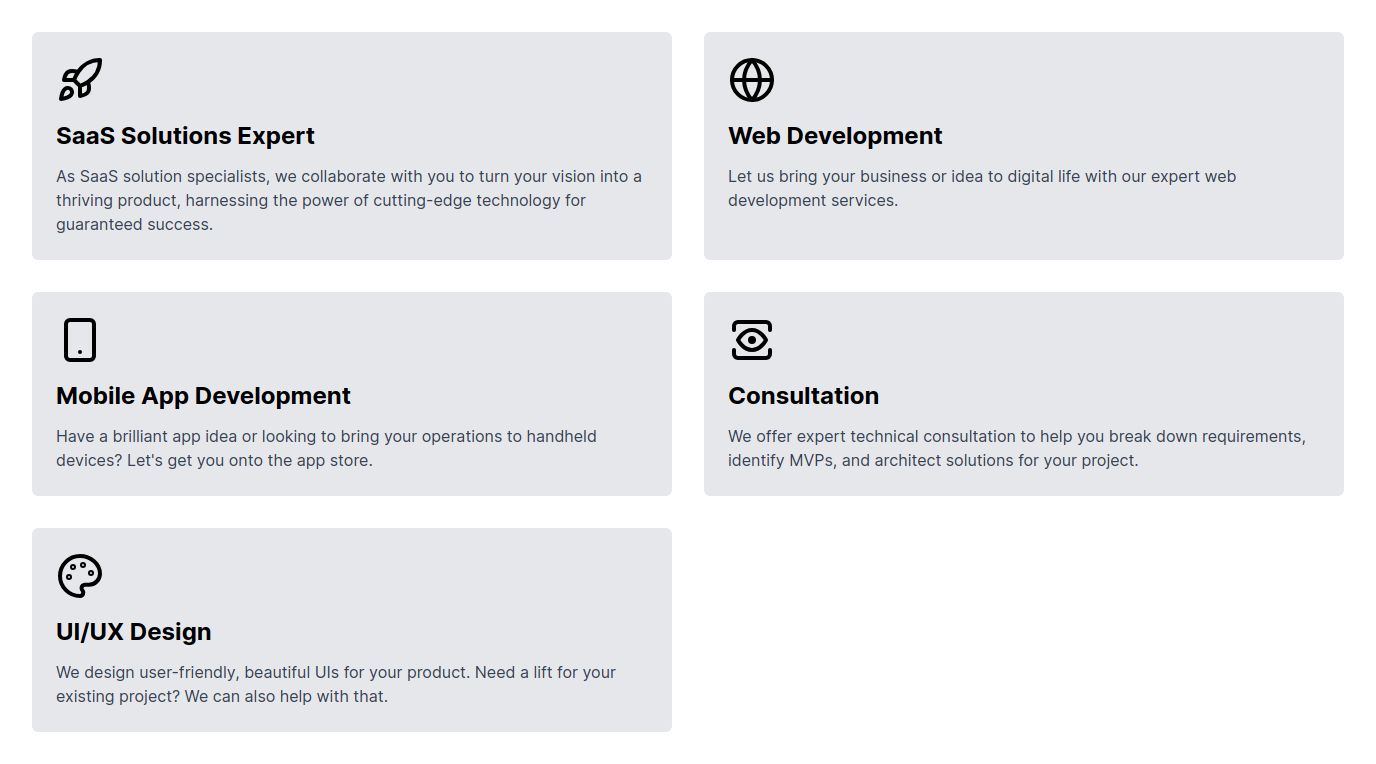 SaaS Solutions Expert
As SaaS solution specialists, we collaborate with you to turn your vision into a
thriving product, harnessing the power of cutting-edge technology for
guaranteed success.
Web Development
Let us bring your business or idea to digital life with our expert web
development services.
Mobile App Development
Have a brilliant app idea or looking to bring your operations to handheld
devices? Let's get you onto the app store.
Consultation
We offer expert technical consultation to help you break down requirements,
identify MVPs, and architect solutions for your project.
UI/UX Design
We design user-friendly, beautiful UIs for your product. Need a lift for your
existing project? We can also help with that.